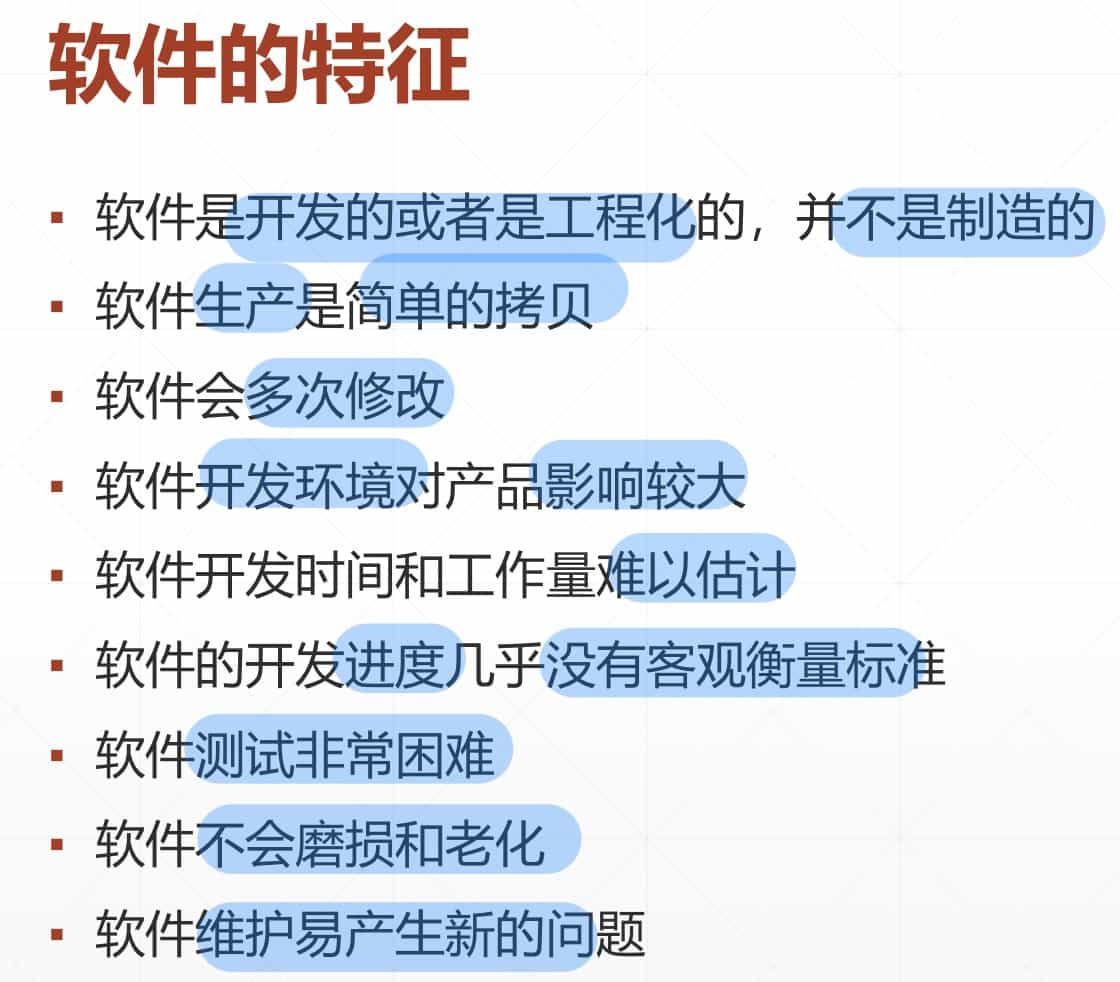 软件的特征
▪ 软件是开发的或者是工程化的，并不是制造的
▪ 软件生产是简单的拷贝
▪ 软件会多次修改
▪ 软件开发环境对产品影响较大
▪ 软件开发时间和工作量难以估计
▪ 软件的开发进度几乎没有客观衡量标准
▪ 软件测试非常困难
▪ 软件不会磨损和老化
▪ 软件维护易产生新的问题